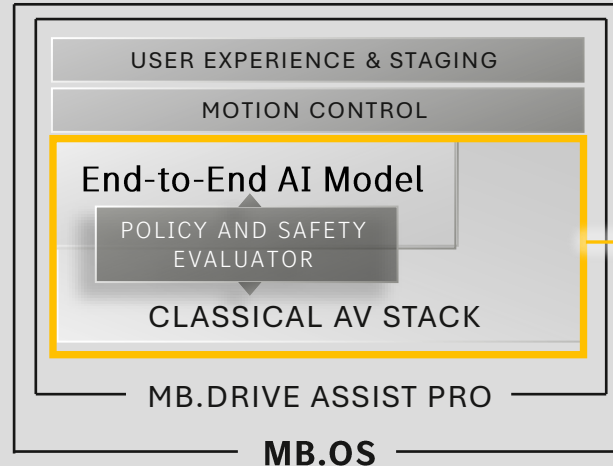 USER EXPERIENCE & STAGING
MOTION CONTROL
End-to-End AI Model
POLICY AND SAFETY
EVALUATOR
CLASSICAL AV STACK
MB.DRIVE ASSIST PRO
MB.OS